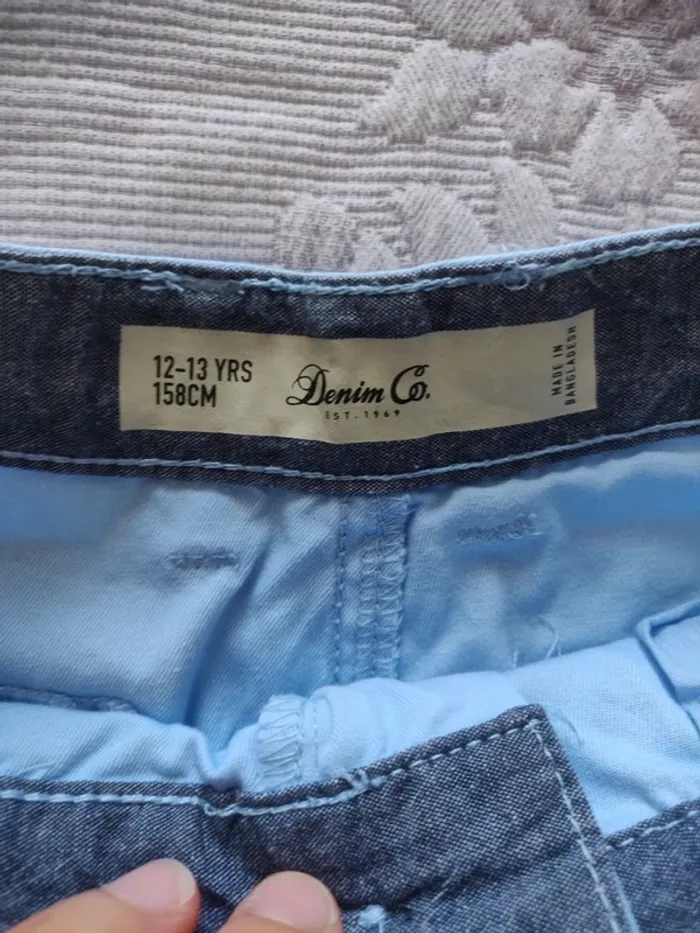 12-13 YRS
158CM
Denim Co.
EST. 1969
MADE IN
BANGLADESH